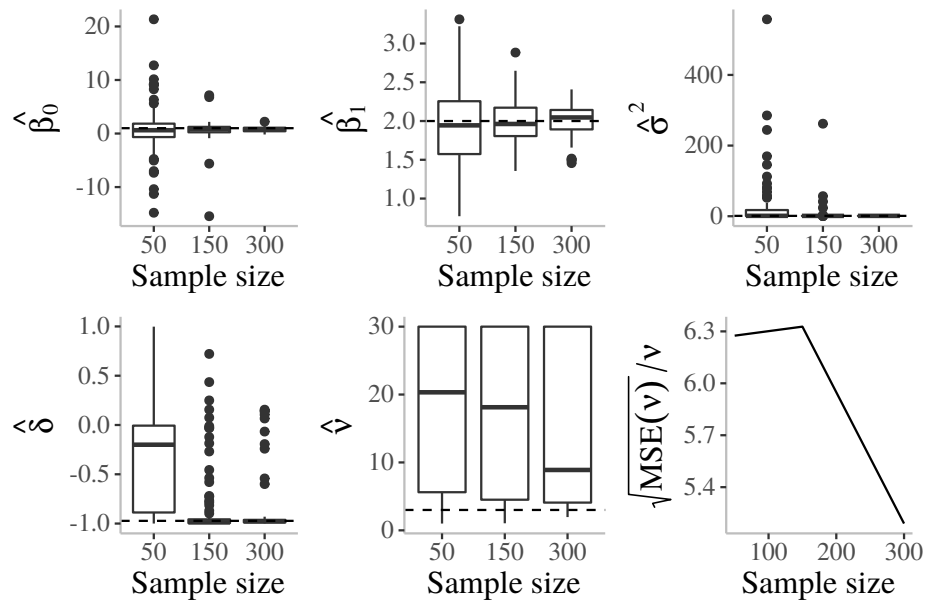 β̂₀
20
10
0
-10
50 150 300
Sample size
β̂₁
3.0
2.5
2.0
1.5
1.0
50 150 300
Sample size
σ̂²
400
200
0
50 150 300
Sample size
δ̂
1.0
0.5
0.0
-0.5
-1.0
50 150 300
Sample size
ν̂
30
20
10
0
50 150 300
Sample size
√MSE(ν) /ν
6.3
6.0
5.7
5.4
100 200 300
Sample size